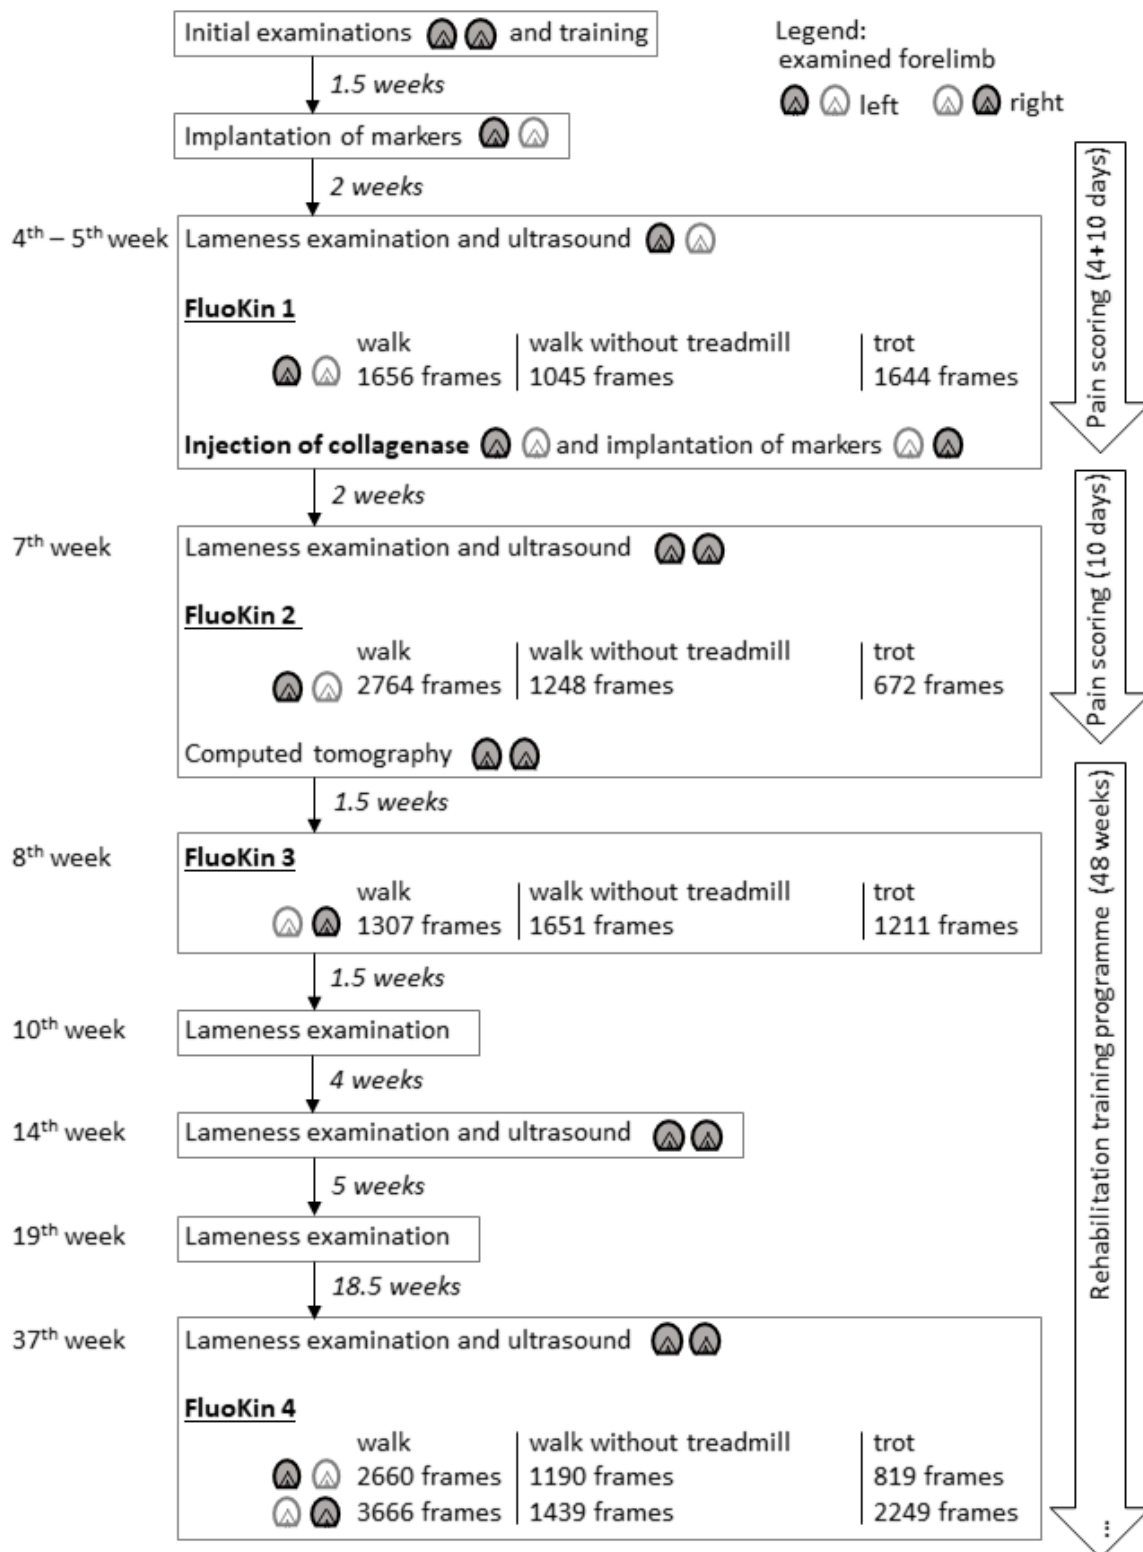 Initial examinations and training
Legend:
examined forelimb
left right
1.5 weeks
Implantation of markers
2 weeks
4th – 5th week
Lameness examination and ultrasound
FluoKin 1
walk walk without treadmill trot
1656 frames 1045 frames 1644 frames
Injection of collagenase and implantation of markers
Pain scoring (4+10 days)
2 weeks
7th week
Lameness examination and ultrasound
FluoKin 2
walk walk without treadmill trot
2764 frames 1248 frames 672 frames
Computed tomography
Pain scoring (10 days)
1.5 weeks
8th week
FluoKin 3
walk walk without treadmill trot
1307 frames 1651 frames 1211 frames
1.5 weeks
10th week
Lameness examination
4 weeks
14th week
Lameness examination and ultrasound
5 weeks
19th week
Lameness examination
18.5 weeks
37th week
Lameness examination and ultrasound
FluoKin 4
walk walk without treadmill trot
2660 frames 1190 frames 819 frames
3666 frames 1439 frames 2249 frames
Rehabilitation training programme (48 weeks)
...